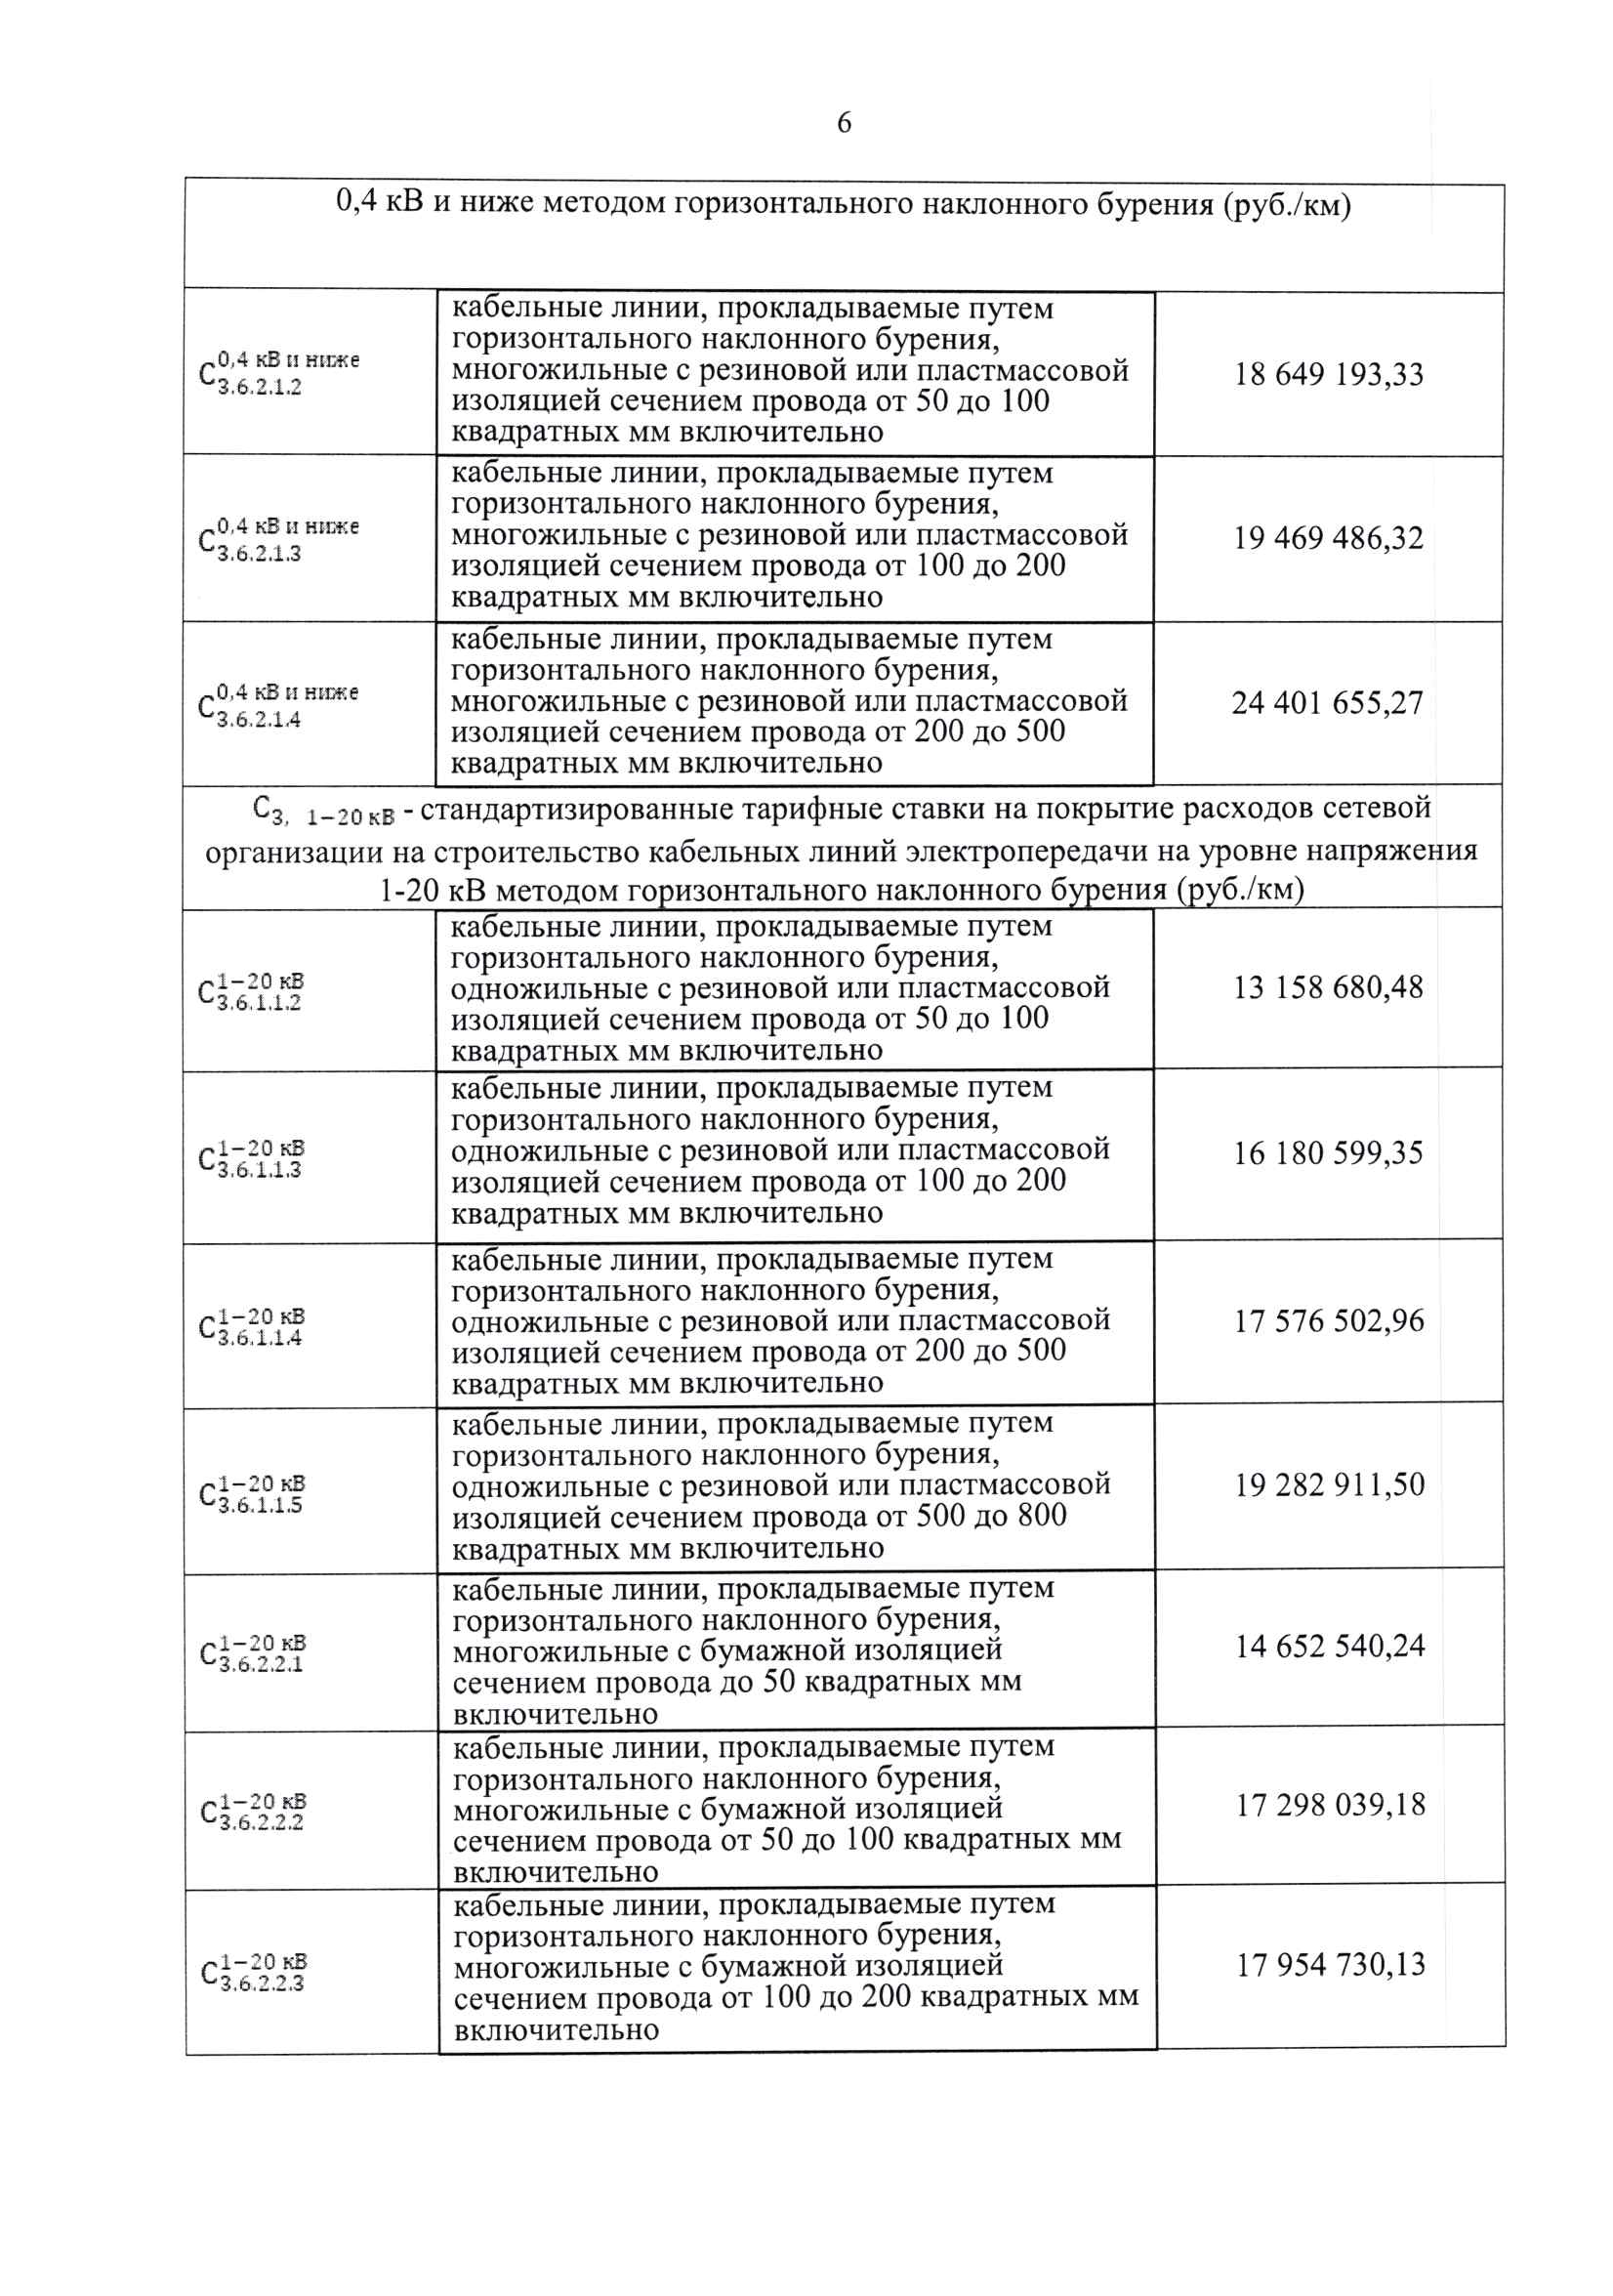 6
0,4 кВ и ниже методом горизонтального наклонного бурения (руб./км)
кабельные линии, прокладываемые путем
горизонтального наклонного бурения,
C 0,4 кВ и ниже 3.6.2.1.2
многожильные с резиновой или пластмассовой
18 649 193,33
изоляцией сечением провода от 50 до 100
квадратных мм включительно
кабельные линии, прокладываемые путем
горизонтального наклонного бурения,
C 0,4 кВ и ниже 3.6.2.1.3
многожильные с резиновой или пластмассовой
19 469 486,32
изоляцией сечением провода от 100 до 200
квадратных мм включительно
кабельные линии, прокладываемые путем
горизонтального наклонного бурения,
C 0,4 кВ и ниже 3.6.2.1.4
многожильные с резиновой или пластмассовой
24 401 655,27
изоляцией сечением провода от 200 до 500
квадратных мм включительно
C3, 1–20 кВ - стандартизированные тарифные ставки на покрытие расходов сетевой
организации на строительство кабельных линий электропередачи на уровне напряжения
1-20 кВ методом горизонтального наклонного бурения (руб./км)
кабельные линии, прокладываемые путем
горизонтального наклонного бурения,
C 1–20 кВ 3.6.1.1.2
одножильные с резиновой или пластмассовой
13 158 680,48
изоляцией сечением провода от 50 до 100
квадратных мм включительно
кабельные линии, прокладываемые путем
горизонтального наклонного бурения,
C 1–20 кВ 3.6.1.1.3
одножильные с резиновой или пластмассовой
16 180 599,35
изоляцией сечением провода от 100 до 200
квадратных мм включительно
кабельные линии, прокладываемые путем
горизонтального наклонного бурения,
C 1–20 кВ 3.6.1.1.4
одножильные с резиновой или пластмассовой
17 576 502,96
изоляцией сечением провода от 200 до 500
квадратных мм включительно
кабельные линии, прокладываемые путем
горизонтального наклонного бурения,
C 1–20 кВ 3.6.1.1.5
одножильные с резиновой или пластмассовой
19 282 911,50
изоляцией сечением провода от 500 до 800
квадратных мм включительно
кабельные линии, прокладываемые путем
горизонтального наклонного бурения,
C 1–20 кВ 3.6.2.2.1
многожильные с бумажной изоляцией
14 652 540,24
сечением провода до 50 квадратных мм
включительно
кабельные линии, прокладываемые путем
горизонтального наклонного бурения,
C 1–20 кВ 3.6.2.2.2
многожильные с бумажной изоляцией
17 298 039,18
сечением провода от 50 до 100 квадратных мм
включительно
кабельные линии, прокладываемые путем
горизонтального наклонного бурения,
C 1–20 кВ 3.6.2.2.3
многожильные с бумажной изоляцией
17 954 730,13
сечением провода от 100 до 200 квадратных мм
включительно